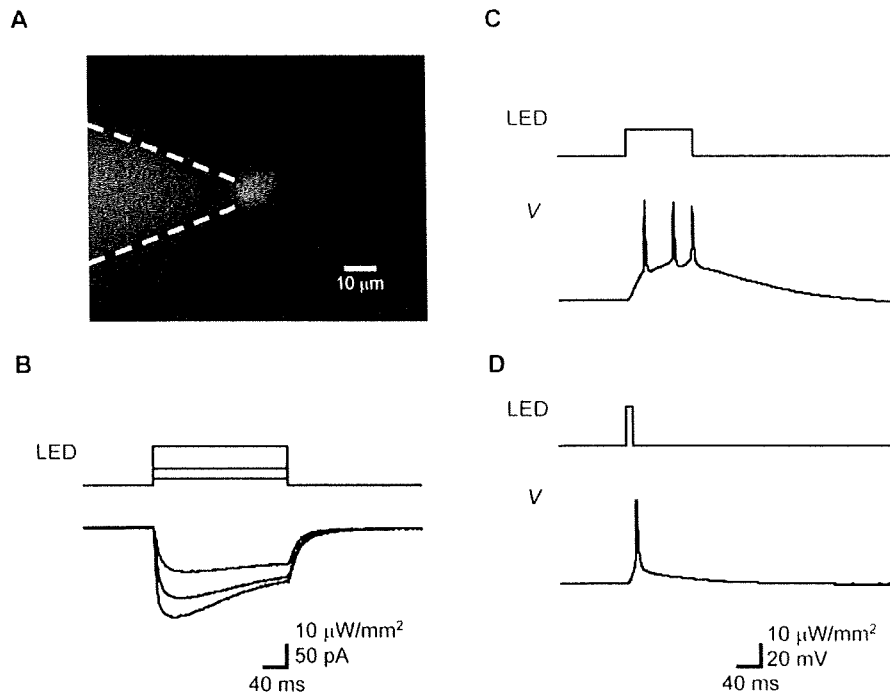 A
10 μm
B
LED
10 μW/mm²
50 pA
40 ms
C
LED
V
D
LED
V
10 μW/mm²
20 mV
40 ms